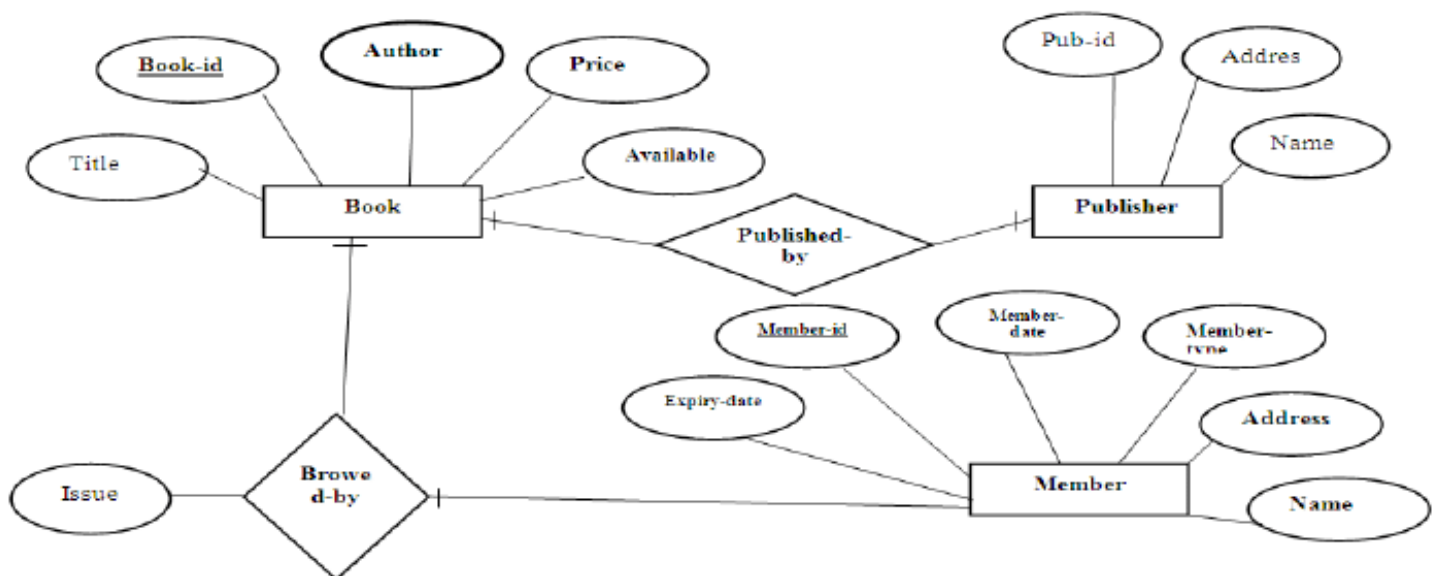 Author
Pub-id
Book-id
Price
Addres
Title
Available
Name
Book
Publisher
Published-
by
Member-id
Member-
date
Member-
type
Expiry-date
Address
Browe
d-by
Issue
Member
Name